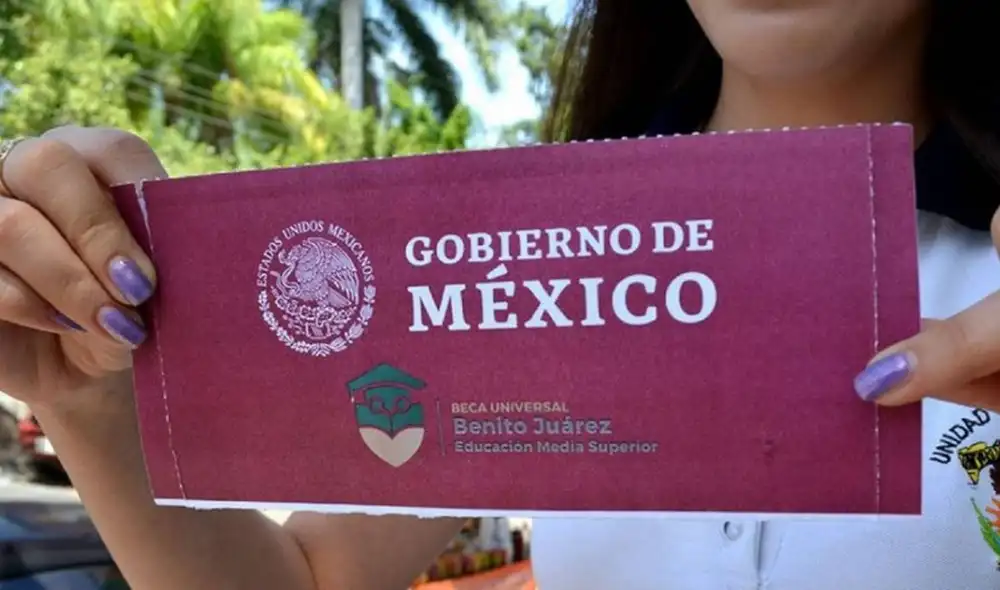 ESTADOS UNIDOS MEXICANOS
GOBIERNO DE
MÉXICO
BECA UNIVERSAL
Benito Juárez
Educación Media Superior
UNIDAD